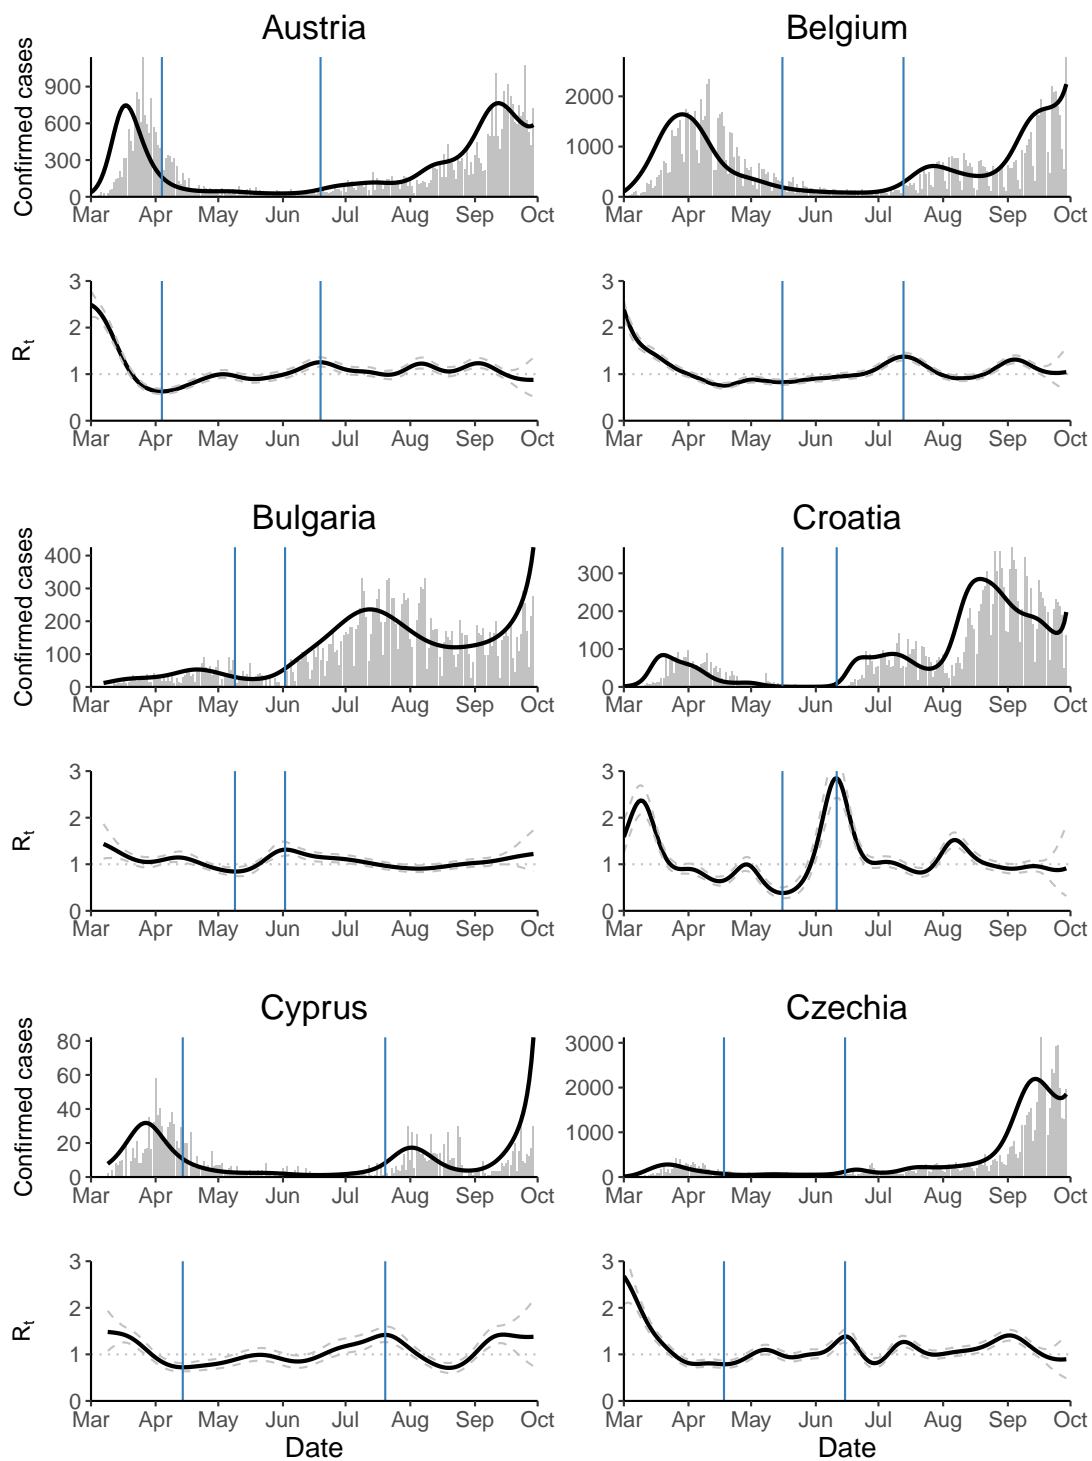 Austria
Confirmed cases
900
600
300
0
Mar Apr May Jun Jul Aug Sep Oct
Rt
3
2
1
0
Mar Apr May Jun Jul Aug Sep Oct
Belgium
2000
1000
0
Mar Apr May Jun Jul Aug Sep Oct
3
2
1
0
Mar Apr May Jun Jul Aug Sep Oct
Bulgaria
Confirmed cases
400
300
200
100
0
Mar Apr May Jun Jul Aug Sep Oct
Rt
3
2
1
0
Mar Apr May Jun Jul Aug Sep Oct
Croatia
300
200
100
0
Mar Apr May Jun Jul Aug Sep Oct
3
2
1
0
Mar Apr May Jun Jul Aug Sep Oct
Cyprus
Confirmed cases
80
60
40
20
0
Mar Apr May Jun Jul Aug Sep Oct
Rt
3
2
1
0
Mar Apr May Jun Jul Aug Sep Oct
Date
Czechia
3000
2000
1000
0
Mar Apr May Jun Jul Aug Sep Oct
3
2
1
0
Mar Apr May Jun Jul Aug Sep Oct
Date